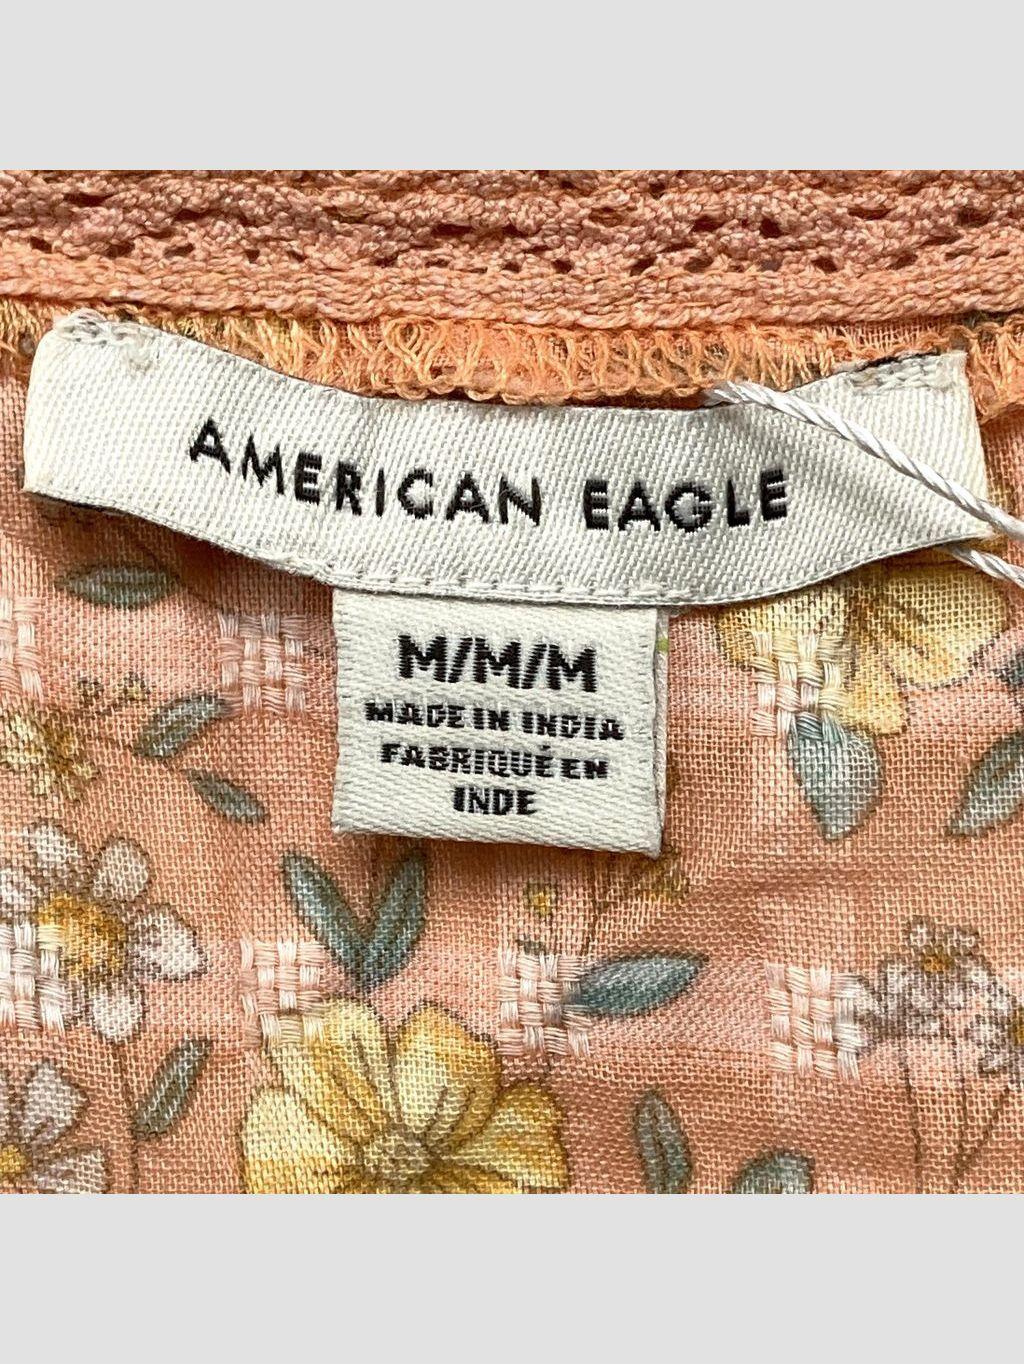 AMERICAN EAGLE
M/M/M
MADE IN INDIA
FABRIQUÉ EN
INDE